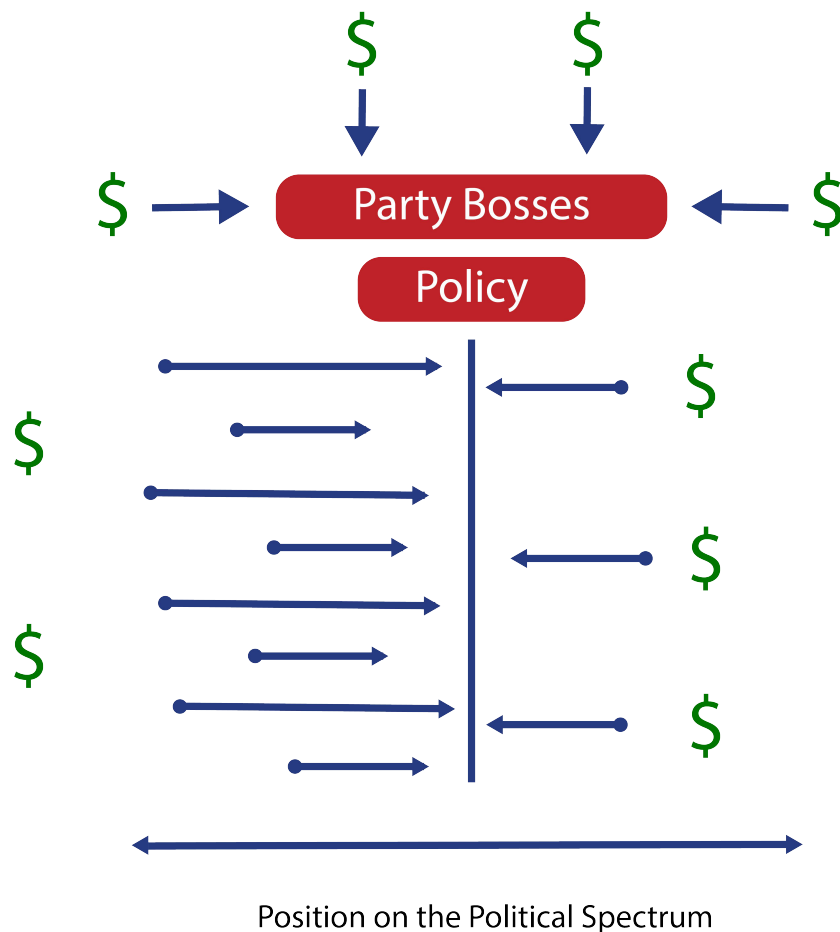 $ $
$ Party Bosses $
Policy
$
$
$
$
$
Position on the Political Spectrum